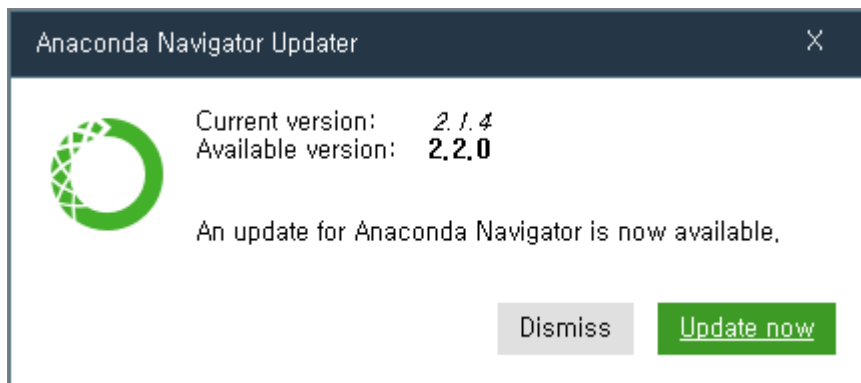 Anaconda Navigator Updater X
Current version: 2.1.4
Available version: 2.2.0
An update for Anaconda Navigator is now available.
Dismiss Update now